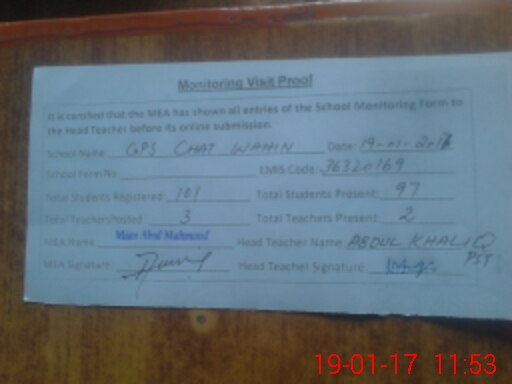 Monitoring Visit Proof
It is certified that the MEA has shown all entries of the School Monitoring Form to
the Head Teacher before its online submission.
School Name: GPS CHAT WAHIN Date: 19-01-2017
School Form No: EMIS Code: 36320169
Total Students Registered: 101 Total Students Present: 97
Total Teachers Posted: 3 Total Teachers Present: 2
MEA Name: Mian Mahmood Head Teacher Name: ABDUL KHALIQ
PST
MEA Signature: Head Teacher Signature:
19-01-17 11:53